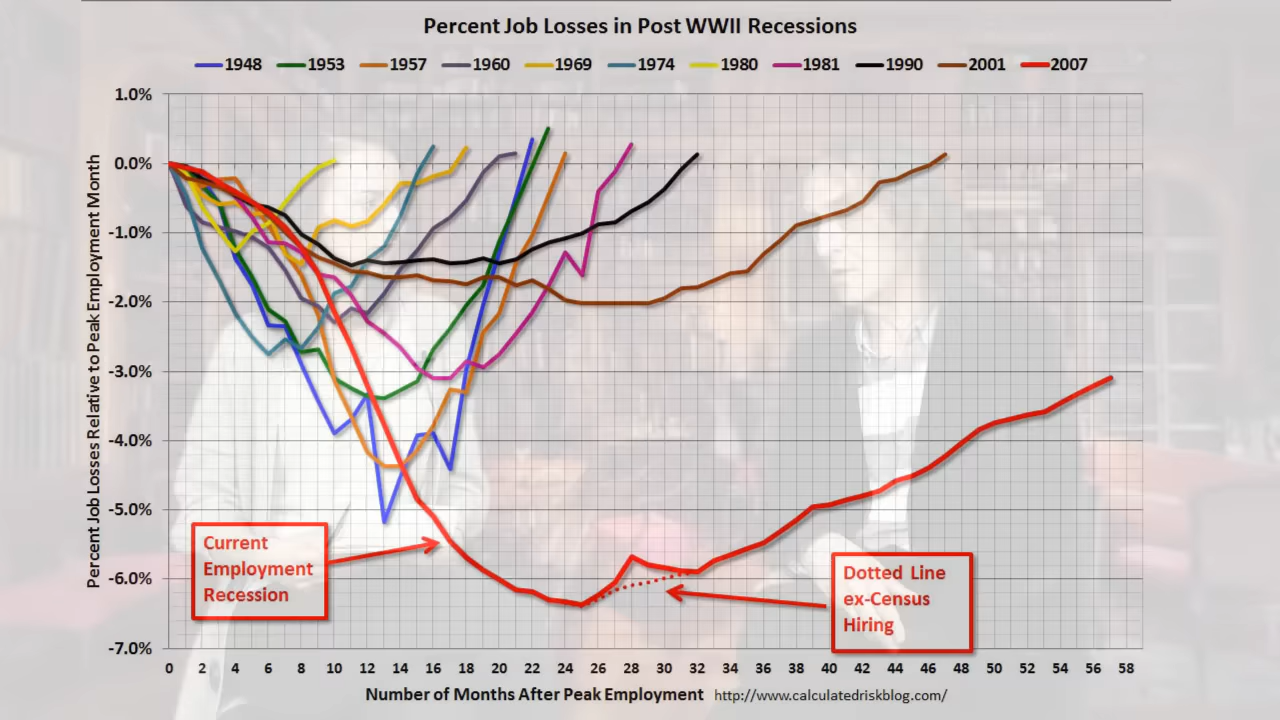 Percent Job Losses in Post WWII Recessions
1948 1953 1957 1960 1969 1974 1980 1981 1990 2001 2007
Percent Job Losses Relative to Peak Employment Month
1.0%
0.0%
-1.0%
-2.0%
-3.0%
-4.0%
-5.0%
-6.0%
-7.0%
Current
Employment
Recession
Dotted Line
ex-Census
Hiring
0 2 4 6 8 10 12 14 16 18 20 22 24 26 28 30 32 34 36 38 40 42 44 46 48 50 52 54 56 58
Number of Months After Peak Employment http://www.calculatedriskblog.com/